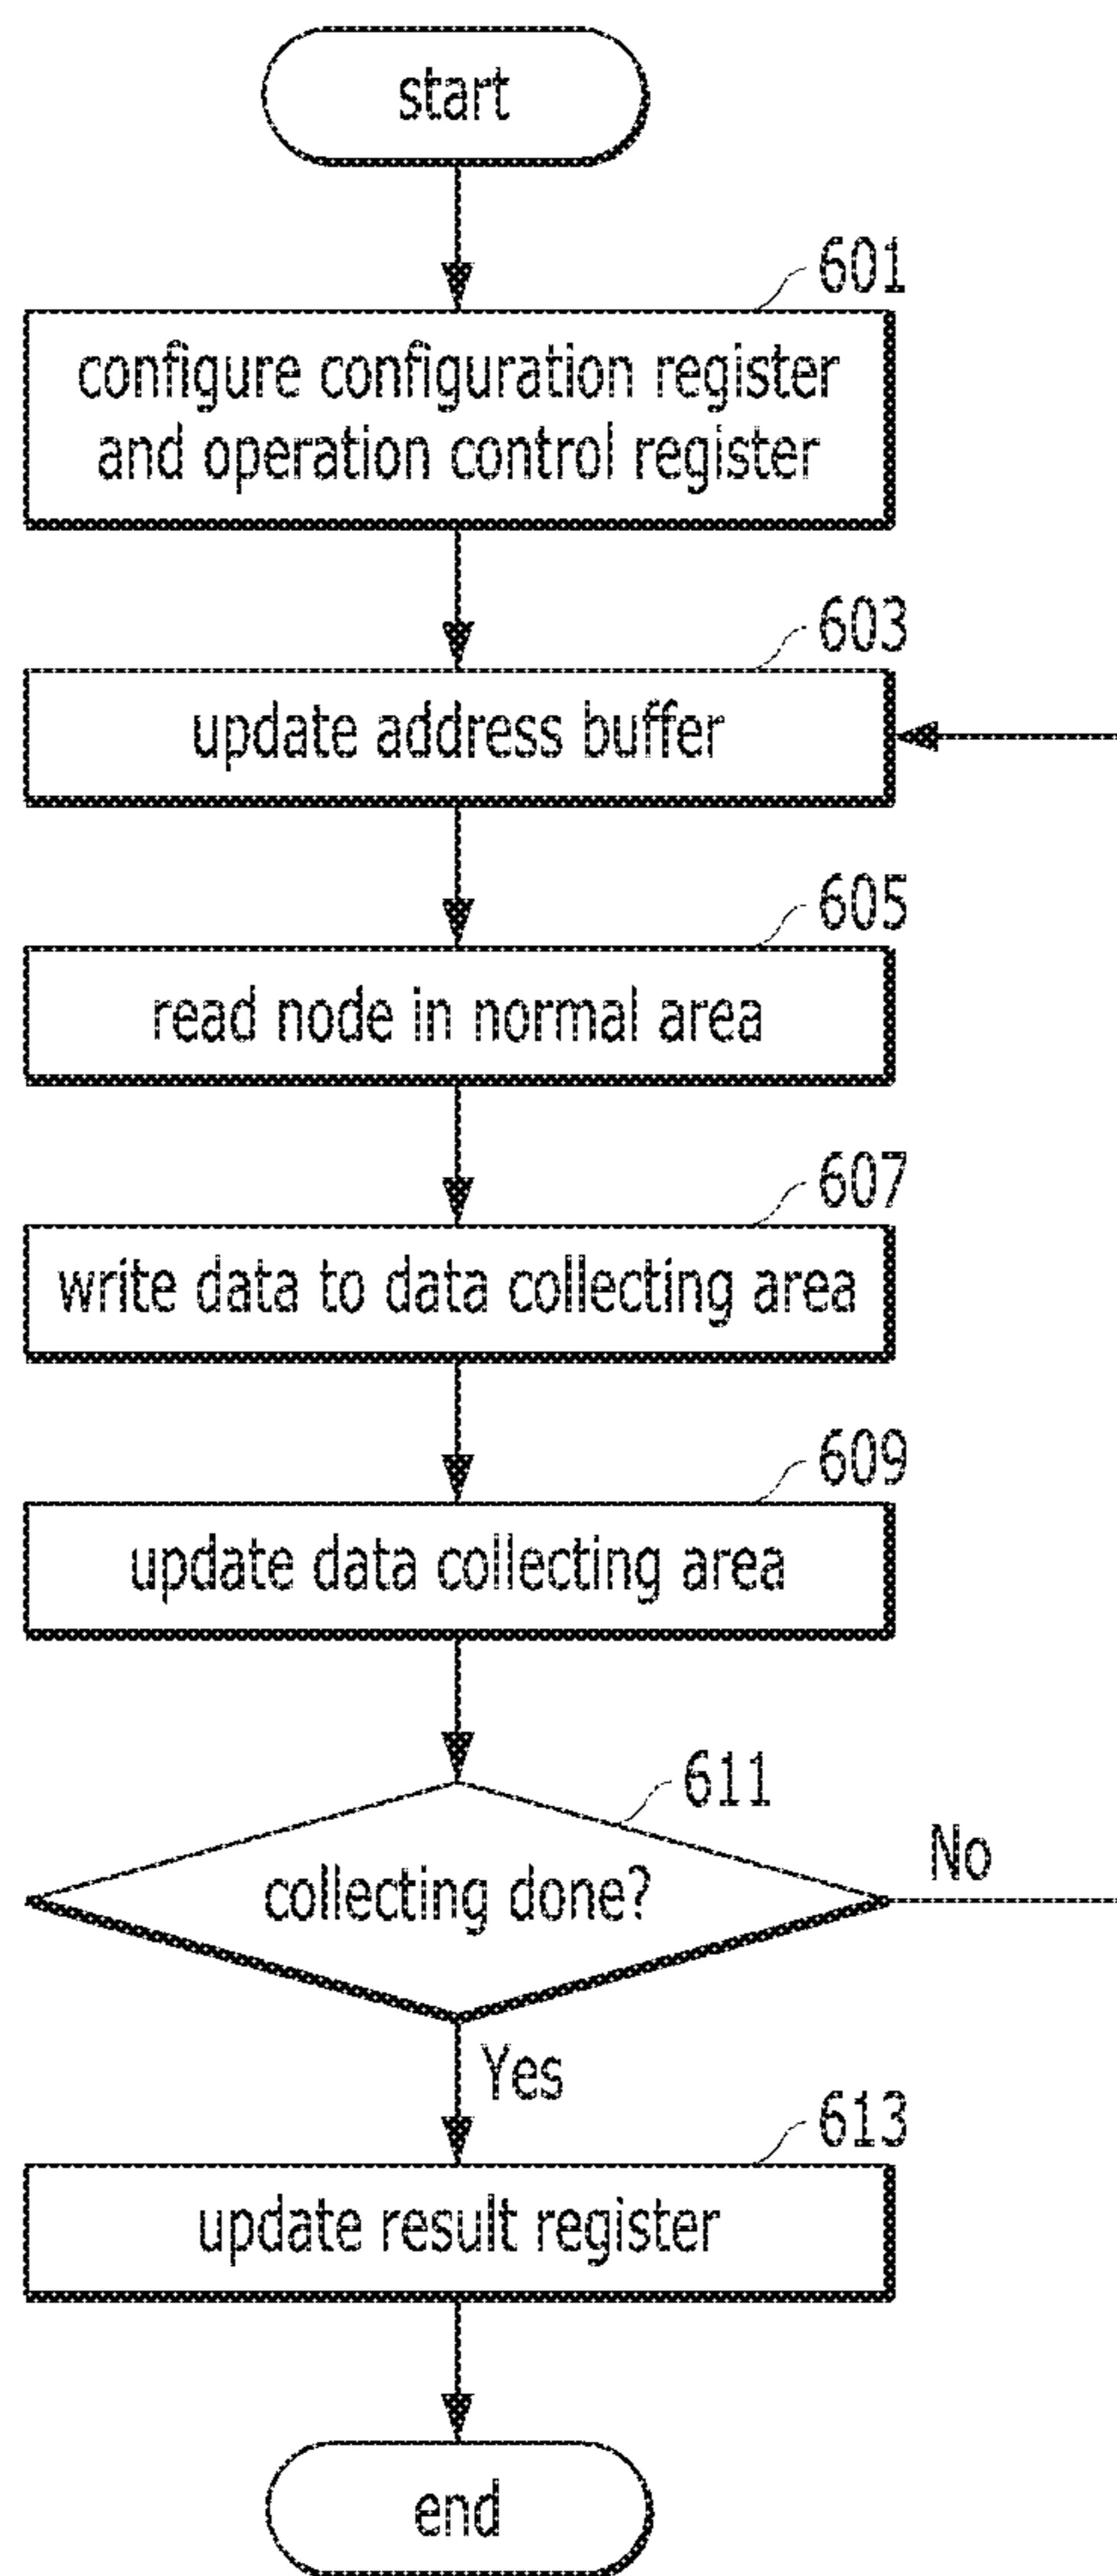 start
601
configure configuration register
and operation control register
603
update address buffer
605
read node in normal area
607
write data to data collecting area
609
update data collecting area
611
collecting done?
No
Yes
613
update result register
end